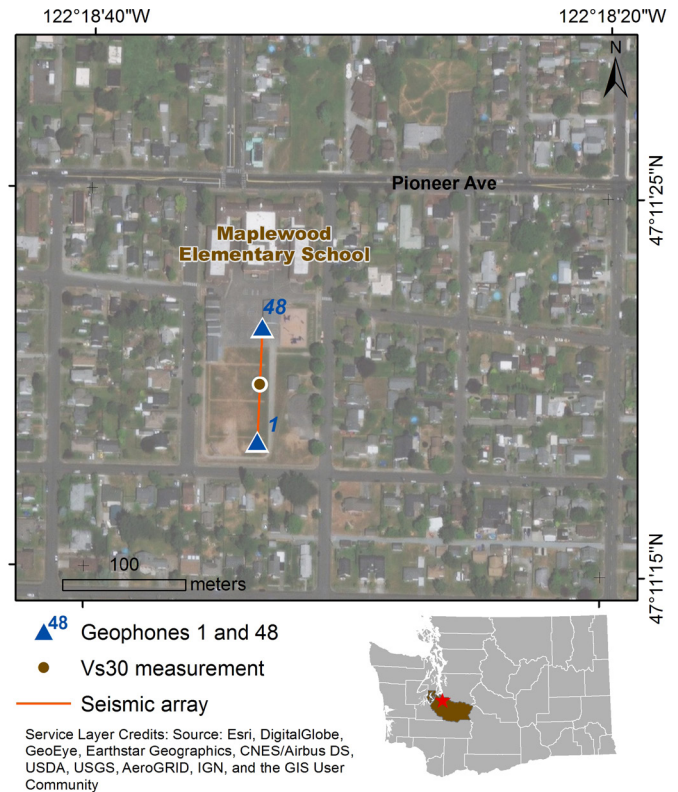 122°18'40"W
122°18'20"W
N
Pioneer Ave
47°11'25"N
Maplewood
Elementary School
48
1
100
meters
47°11'15"N
48
Geophones 1 and 48
Vs30 measurement
Seismic array
Service Layer Credits: Source: Esri, DigitalGlobe,
GeoEye, Earthstar Geographics, CNES/Airbus DS,
USDA, USGS, AeroGRID, IGN, and the GIS User
Community